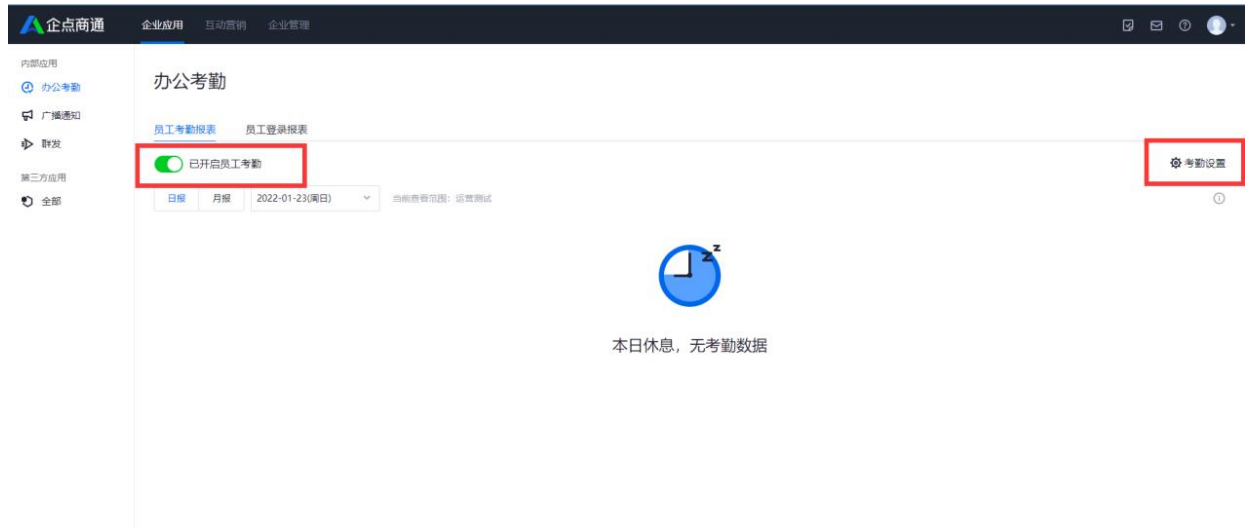 企点商通 企业应用 互动营销 企业管理
内部应用
办公考勤
广播通知
群发
第三方应用
全部
办公考勤
员工考勤报表 员工登录报表
已开启员工考勤 考勤设置
日报 月报 2022-01-23(周日) 当前查看范围：运营测试
z z
本日休息，无考勤数据